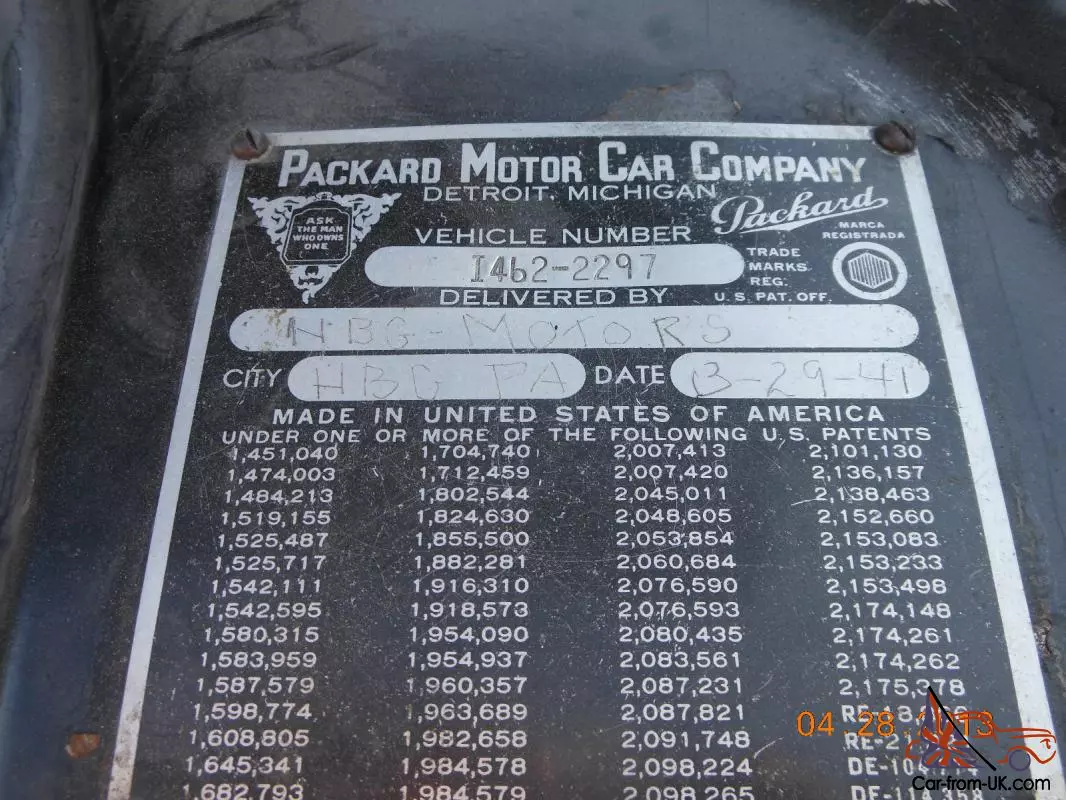 PACKARD MOTOR CAR COMPANY
DETROIT, MICHIGAN
ASK
THE MAN
WHO OWNS
ONE
Packard
MARCA
REGISTRADA
VEHICLE NUMBER
I462-2297
TRADE
MARKS
REG.
U.S. PAT. OFF.
DELIVERED BY
HBG-MOTORS
CITY HBG PA DATE 3-29-41
MADE IN UNITED STATES OF AMERICA
UNDER ONE OR MORE OF THE FOLLOWING U.S. PATENTS
1,451,040 1,704,740 2,007,413 2,101,130
1,474,003 1,712,459 2,007,420 2,136,157
1,484,213 1,802,544 2,045,011 2,138,463
1,519,155 1,824,630 2,048,605 2,152,660
1,525,487 1,855,500 2,053,854 2,153,083
1,525,717 1,882,281 2,060,684 2,153,233
1,542,111 1,916,310 2,076,590 2,153,498
1,542,595 1,918,573 2,076,593 2,174,148
1,580,315 1,954,090 2,080,435 2,174,261
1,583,959 1,954,937 2,083,561 2,174,262
1,587,579 1,960,357 2,087,231 2,175,378
1,598,774 1,963,689 2,087,821
1,608,805 1,982,658 2,091,748
1,645,341 1,984,578 2,098,224
1,682,793 1,984,579 2,098,265
04.28.2013
Car-from-UK.com